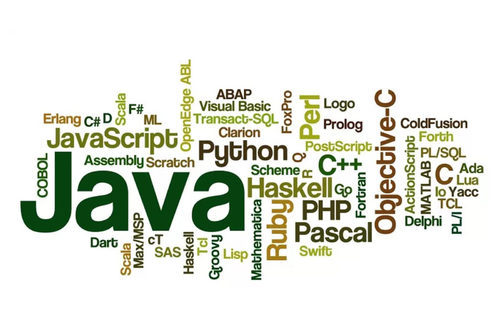 Erlang
C#
D
Scala
F#
ML
OpenEdge ABL
ABAP
Visual Basic
Transact-SQL
Clarion
FoxPro
Perl
Logo
Prolog
PostScript
Objective-C
ColdFusion
Forth
PL/SQL
ActionScript
MATLAB
C
Ada
Lua
Io
Yacc
TCL
Delphi
PL/I
JavaScript
Assembly
Scratch
Python
Q
R
C++
Scheme
Haskell
Go
Fortran
COBOL
Java
Mathematica
Ruby
PHP
Pascal
Swift
Dart
Scala
Max/MSP
cT
SAS
Haskell
Tcl
Groovy
Lisp